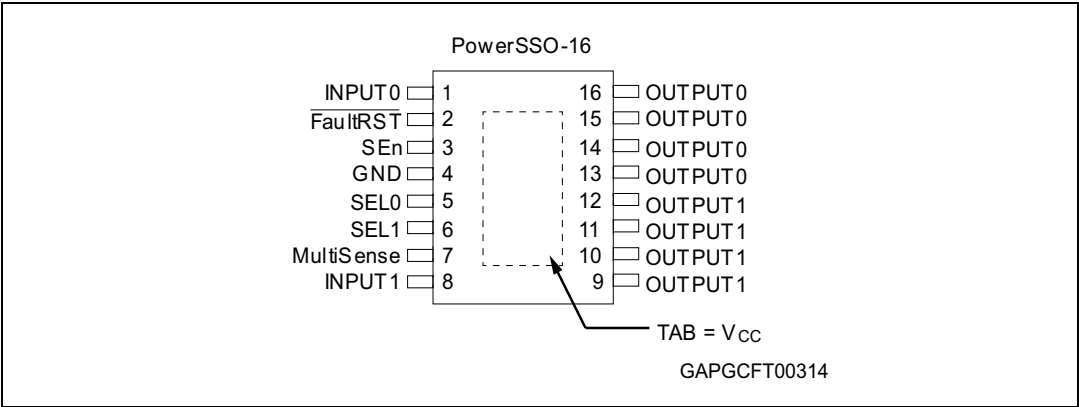 PowerSSO-16
INPUT0 1 16 OUTPUT0
FaultRST 2 15 OUTPUT0
SEn 3 14 OUTPUT0
GND 4 13 OUTPUT0
SEL0 5 12 OUTPUT1
SEL1 6 11 OUTPUT1
MultiSense 7 10 OUTPUT1
INPUT1 8 9 OUTPUT1
TAB = VCC
GAPGCFT00314